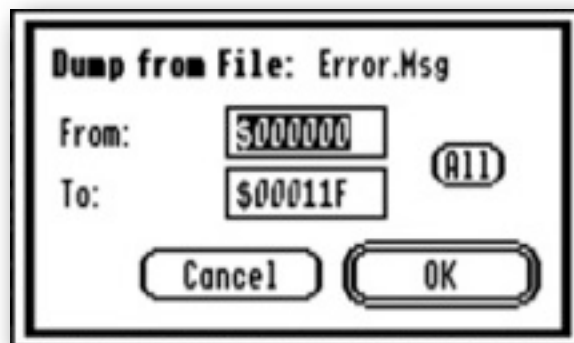 Dump from File: Error.Msg
From: $000000
All
To: $00011F
Cancel OK